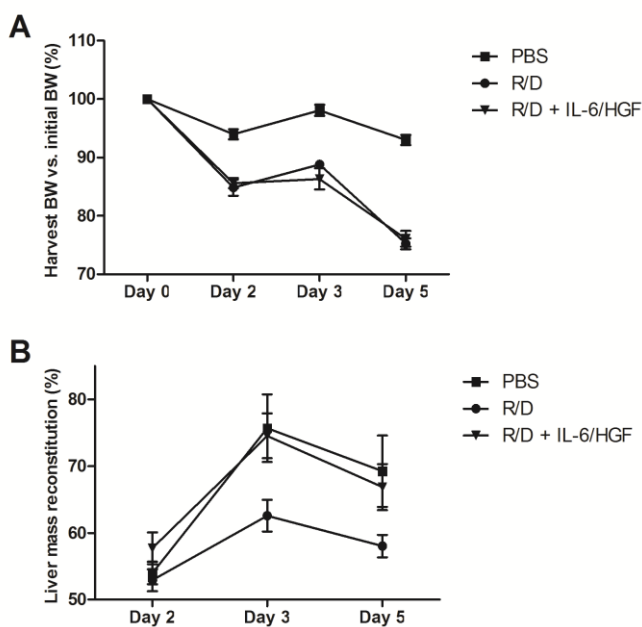 A
Harvest BW vs. initial BW (%)
110
100
90
80
70
Day 0 Day 2 Day 3 Day 5
PBS
R/D
R/D + IL-6/HGF
B
Liver mass reconstitution (%)
80
70
60
50
Day 2 Day 3 Day 5
PBS
R/D
R/D + IL-6/HGF